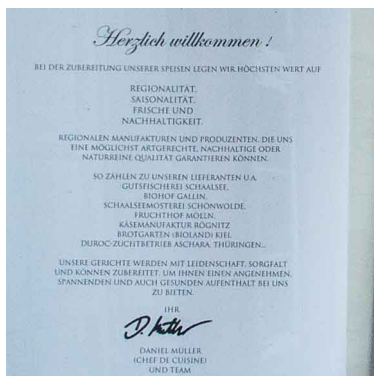 Herzlich willkommen !
BEI DER ZUBEREITUNG UNSERER SPEISEN LEGEN WIR HÖCHSTEN WERT AUF
REGIONALITÄT,
SAISONALITÄT,
FRISCHE UND
NACHHALTIGKEIT.
REGIONALEN MANUFAKTUREN UND PRODUZENTEN, DIE UNS
EINE MÖGLICHST ARTGERECHTE, NACHHALTIGE ODER
NATURREINE QUALITÄT GARANTIEREN KÖNNEN.
SO ZÄHLEN ZU UNSEREN LIEFERANTEN U.A.
GUTSFISCHEREI SCHAALSEE,
BIOHOF GALLIN,
SCHAALSEEMOSTEREI SCHÖNWOLDE,
FRUCHTHOF MÖLLN,
KÄSEMANUFAKTUR RÖGNITZ
BROTGARTEN (BIOLAND) KIEL
DUROC-ZUCHTBETRIEB ASCHARA, THÜRINGEN...
UNSERE GERICHTE WERDEN MIT LEIDENSCHAFT, SORGFALT
UND KÖNNEN ZUBEREITET, UM IHNEN EINEN ANGENEHMEN,
SPANNENDEN UND AUCH GESUNDEN AUFENTHALT BEI UNS
ZU BIETEN.
IHR
D. Müller
DANIEL MÜLLER
(CHEF DE CUISINE)
UND TEAM